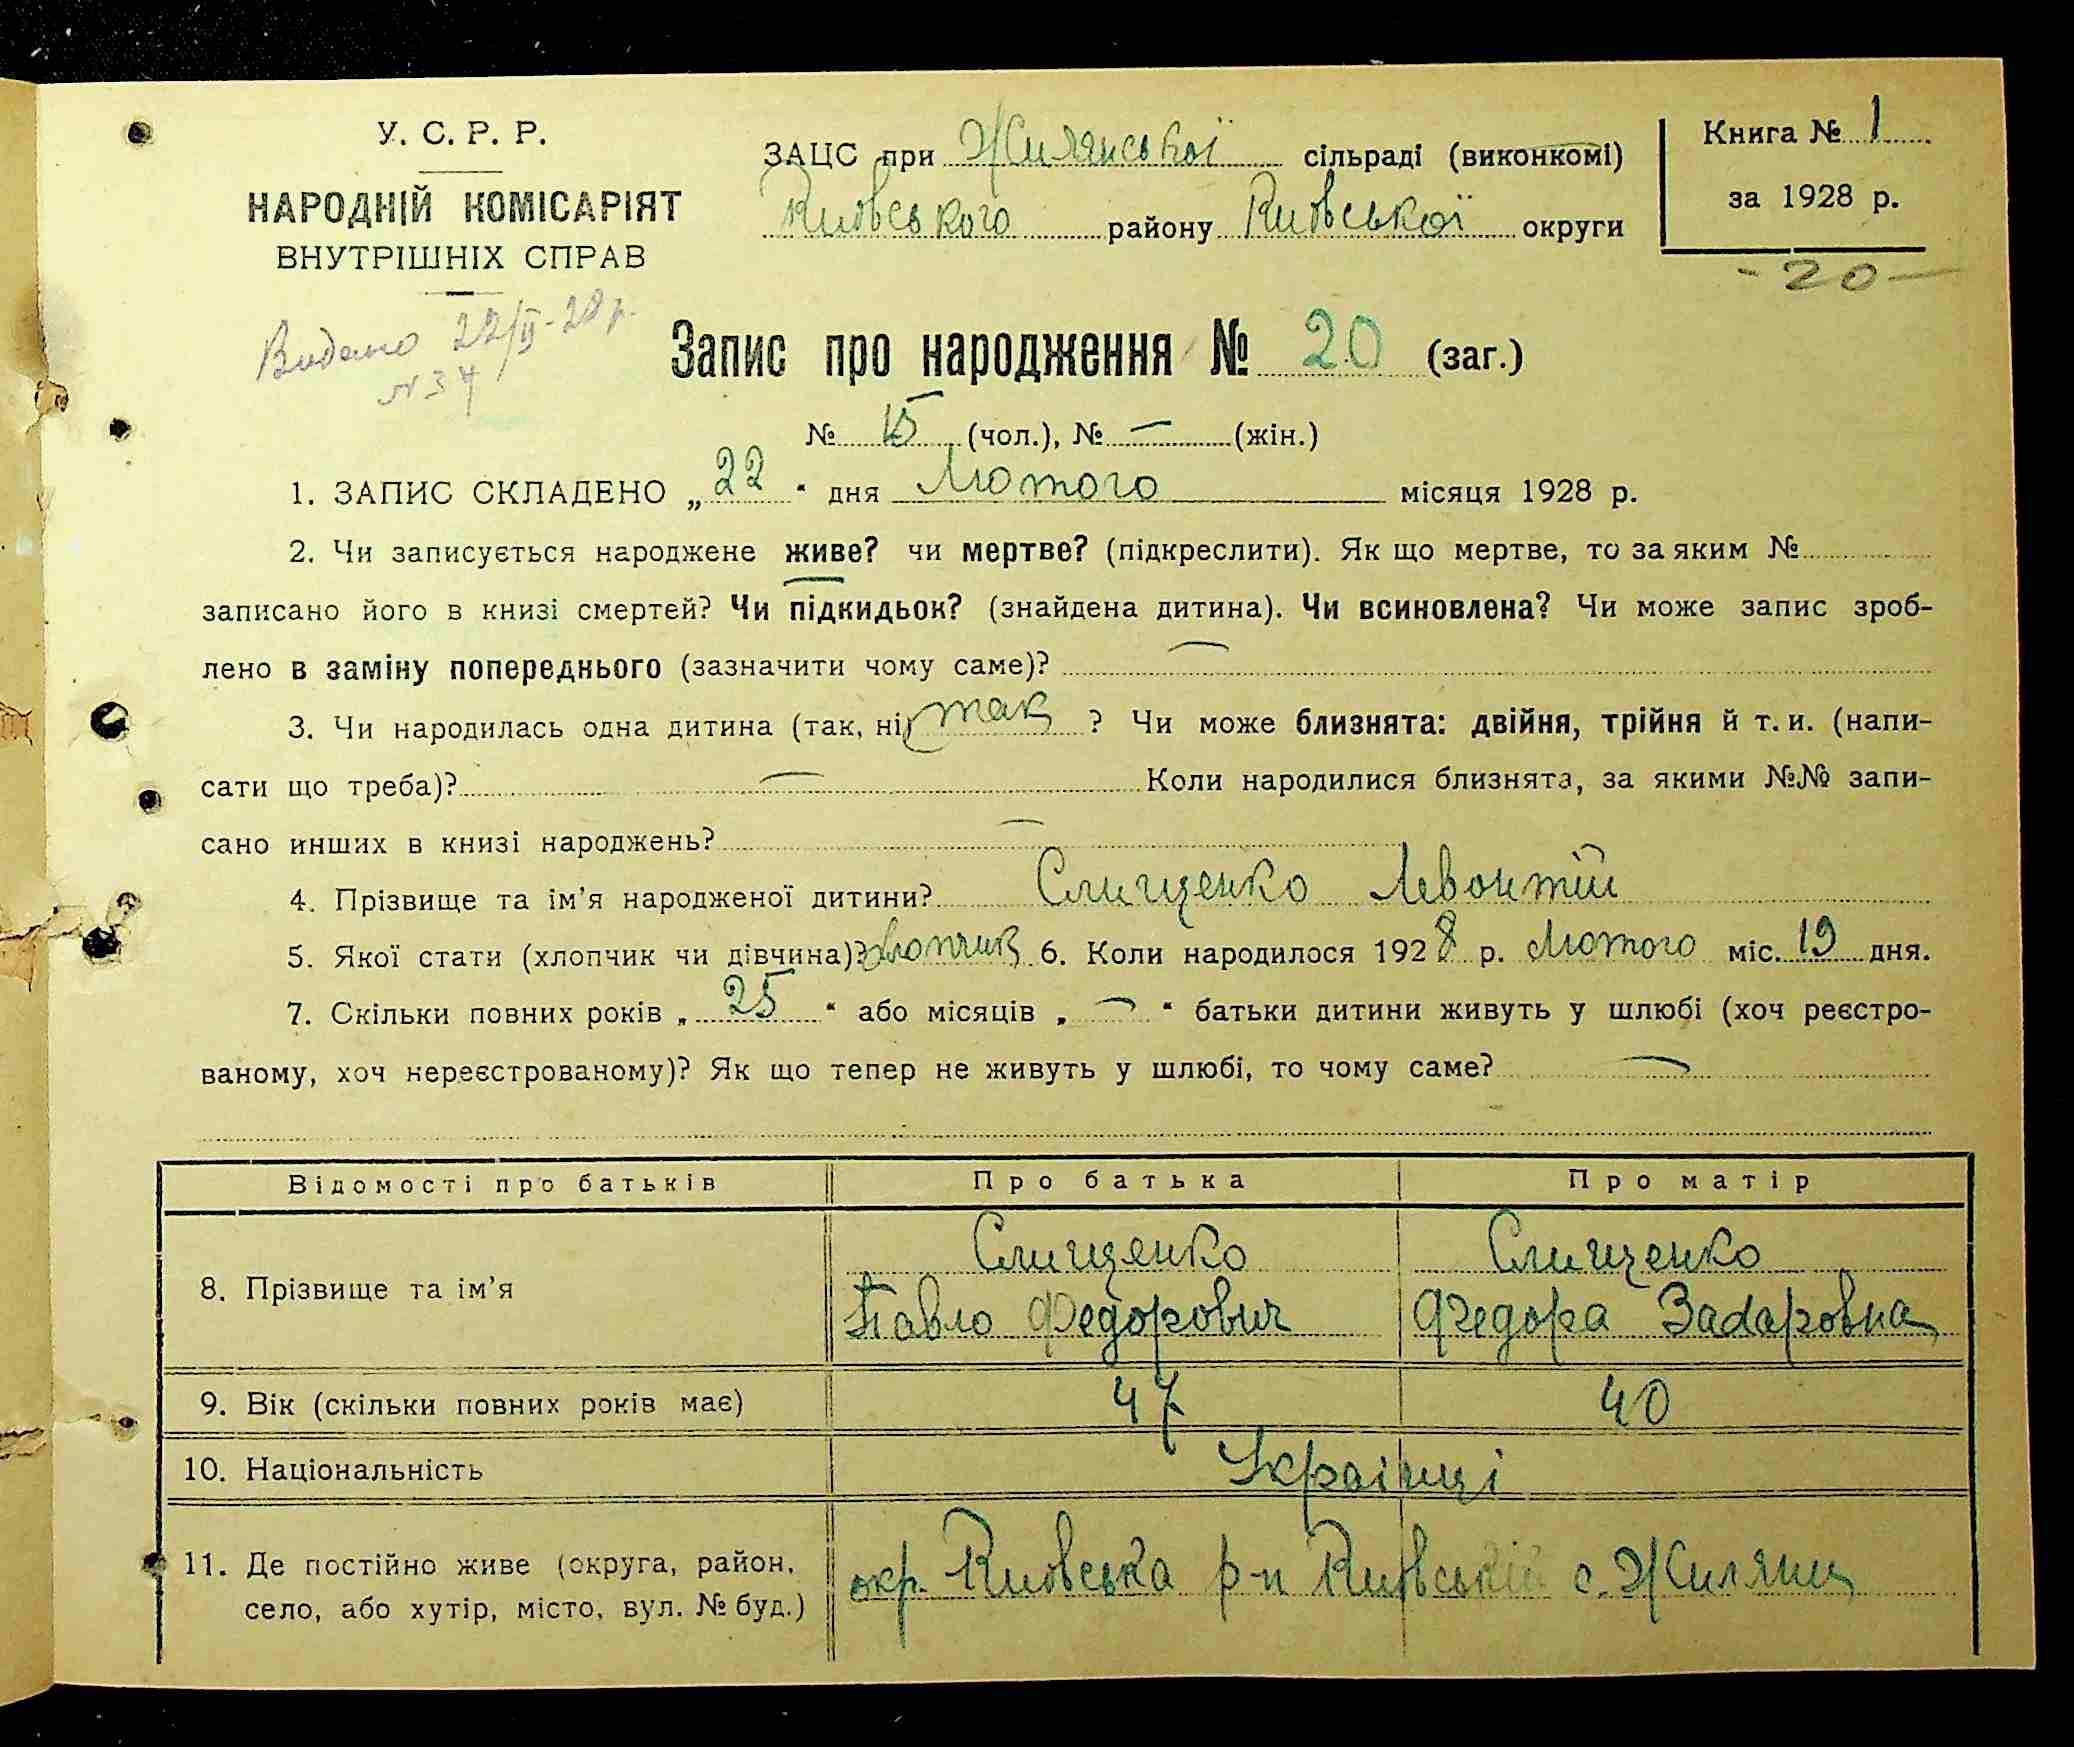 У. С. Р. Р.
НАРОДНІЙ КОМІСАРІЯТ
ВНУТРІШНІХ СПРАВ
ЗАЦС при Жилянської сільраді (виконкомі)
Київського району Київської округи
Книга № 1
за 1928 р.
- 20 -
Видано 22/II-28 р.
N 34
Запис про народження № 20 (заг.)
№ 15 (чол.), № — (жін.)
1. ЗАПИС СКЛАДЕНО „22“ дня Лютого місяця 1928 р.
2. Чи записується народжене живе? чи мертве? (підкреслити). Як що мертве, то за яким №
записано його в книзі смертей? Чи підкидьок? (знайдена дитина). Чи всиновлена? Чи може запис зроб-
лено в заміну попереднього (зазначити чому саме)? —
3. Чи народилась одна дитина (так, ні) так ? Чи може близнята: двійня, трійня й т. и. (напи-
сати що треба)? — Коли народилися близнята, за якими №№ запи-
сано инших в книзі народжень? —
4. Прізвище та ім'я народженої дитини? Слищенко Левонтій
5. Якої стати (хлопчик чи дівчина)? хлопчик 6. Коли народилося 1928 р. Лютого міс. 19 дня.
7. Скільки повних років „25“ або місяців „—“ батьки дитини живуть у шлюбі (хоч реєстро-
ваному, хоч нереєстрованому)? Як що тепер не живуть у шлюбі, то чому саме? —
Відомості про батьків Про батька Про матір
8. Прізвище та ім'я
Слищенко Слищенко
Павло Федорович Федора Захаровна
9. Вік (скільки повних років має) 47 40
10. Національність Українці
11. Де постійно живе (округа, район,
село, або хутір, місто, вул. № буд.)
окр. Київська р-н Київській с. Жиляни